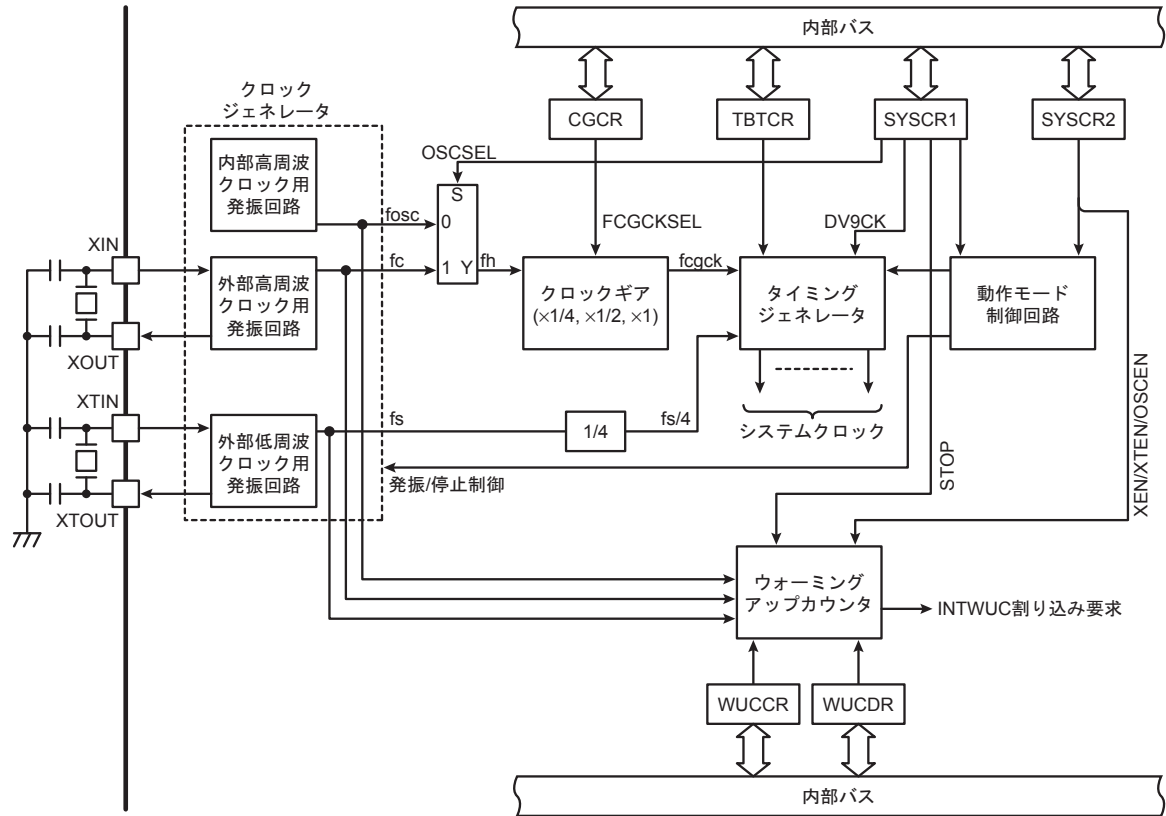 内部バス
クロック
ジェネレータ
CGCR
TBTCR
SYSCR1
SYSCR2
内部高周波
クロック用
発振回路
OSCSEL
S
0
1 Y
fosc
FCGCKSEL
DV9CK
XIN
外部高周波
クロック用
発振回路
fc
fh
クロックギア
(×1/4, ×1/2, ×1)
fcgck
タイミング
ジェネレータ
動作モード
制御回路
XOUT
XTIN
外部低周波
クロック用
発振回路
fs
1/4
fs/4
システムクロック
XTOUT
発振/停止制御
STOP
XEN/XTEN/OSCEN
ウォーミング
アップカウンタ
INTWUC割り込み要求
WUCCR
WUCDR
内部バス